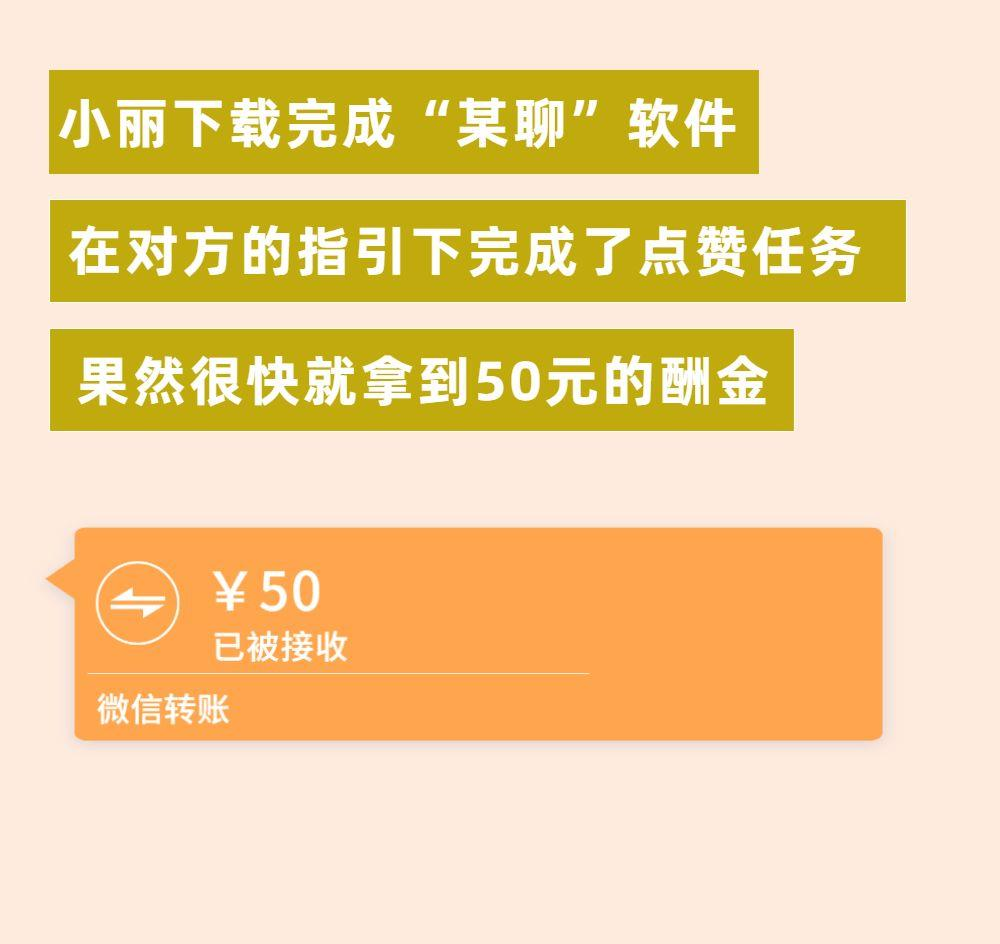 小丽下载完成“某聊”软件
在对方的指引下完成了点赞任务
果然很快就拿到50元的酬金
￥50
已被接收
微信转账